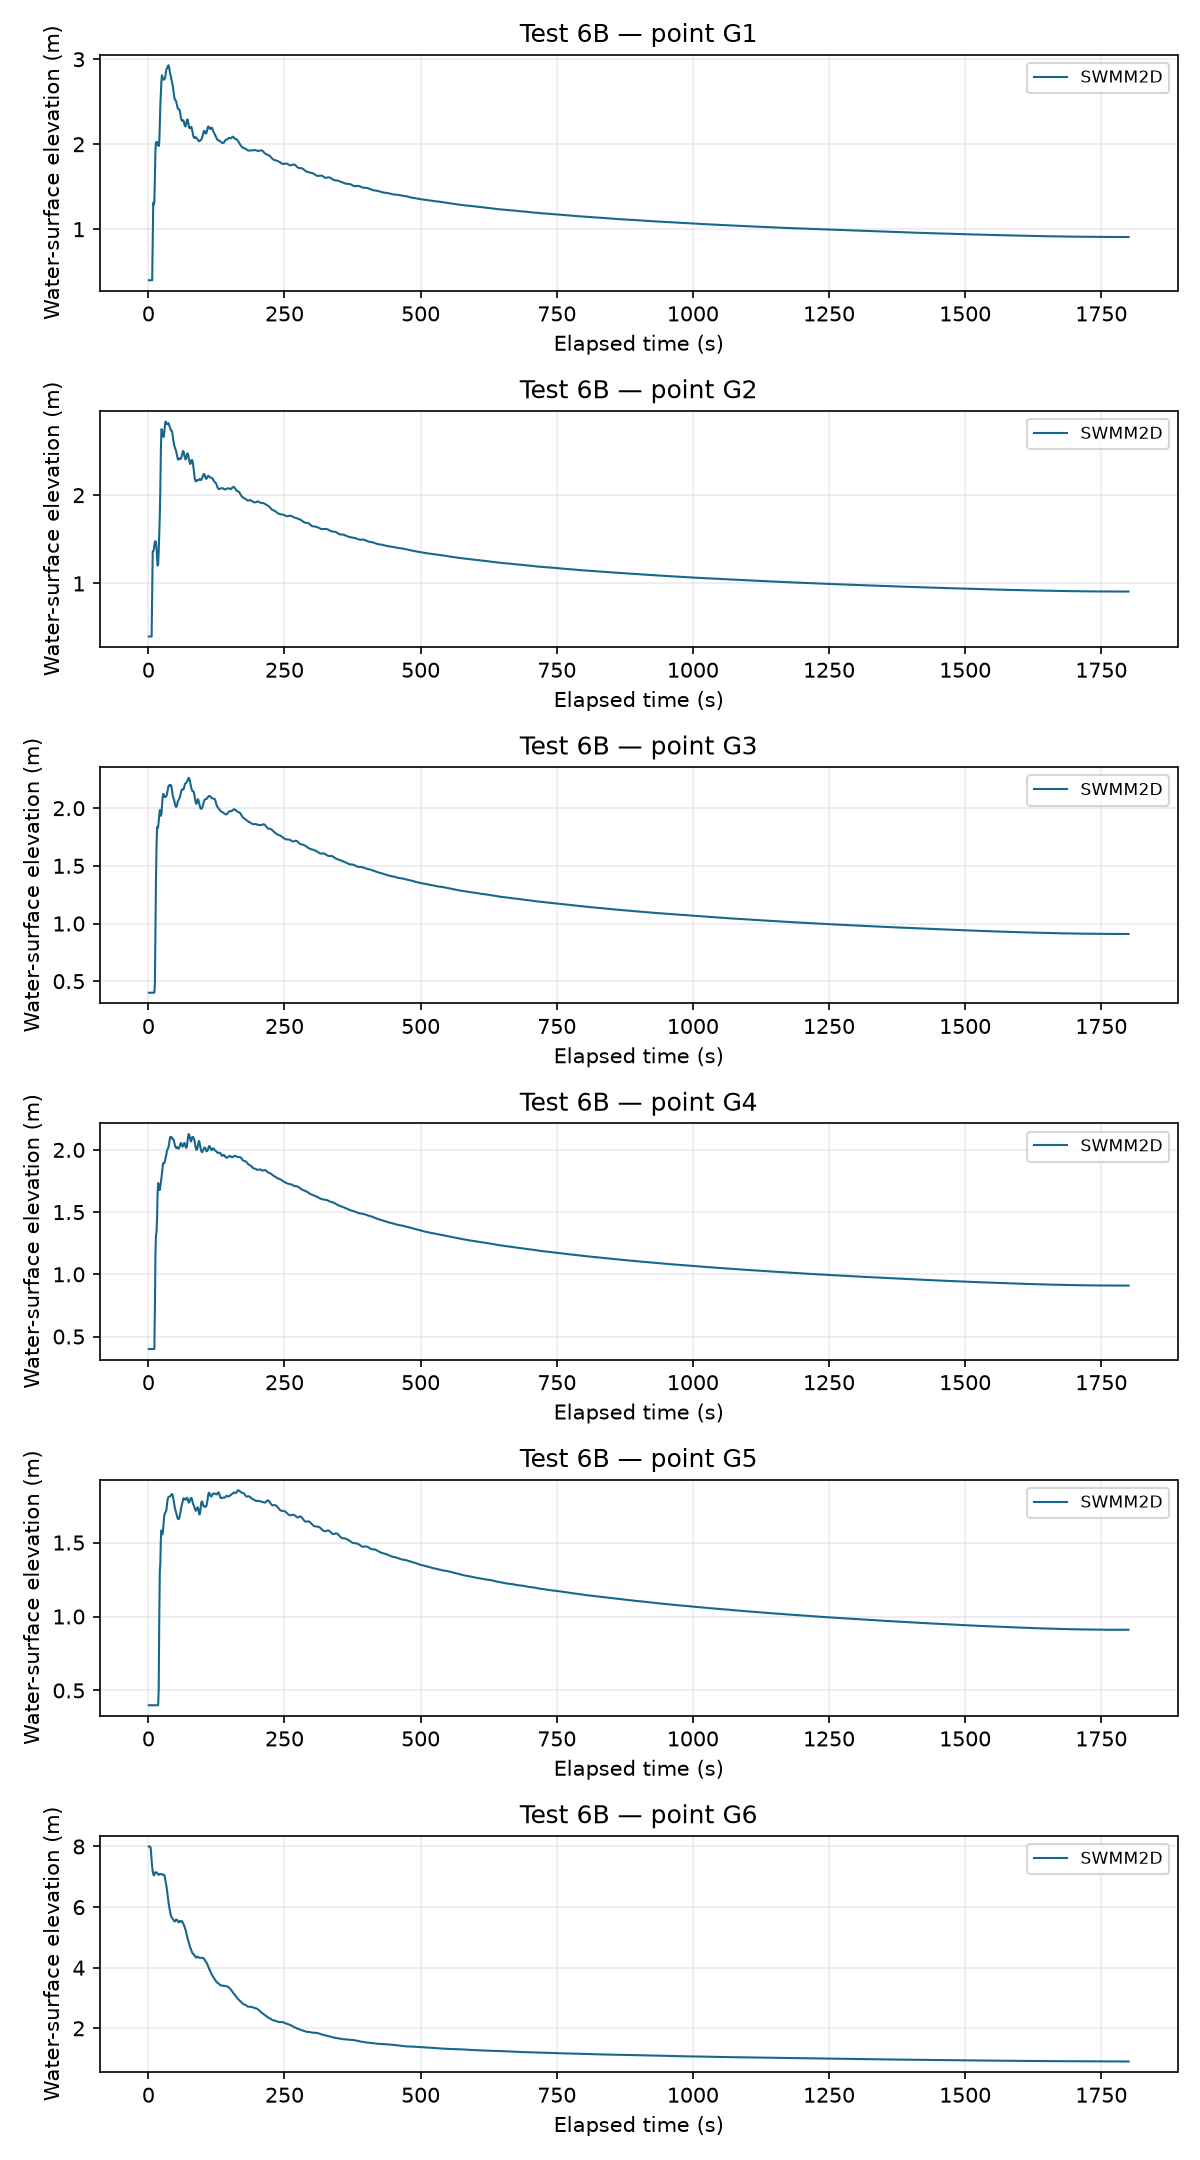 Test 6B — point G1
Water-surface elevation (m)
3
2
1
SWMM2D
0 250 500 750 1000 1250 1500 1750
Elapsed time (s)
Test 6B — point G2
Water-surface elevation (m)
2
1
SWMM2D
0 250 500 750 1000 1250 1500 1750
Elapsed time (s)
Test 6B — point G3
Water-surface elevation (m)
2.0
1.5
1.0
0.5
SWMM2D
0 250 500 750 1000 1250 1500 1750
Elapsed time (s)
Test 6B — point G4
Water-surface elevation (m)
2.0
1.5
1.0
0.5
SWMM2D
0 250 500 750 1000 1250 1500 1750
Elapsed time (s)
Test 6B — point G5
Water-surface elevation (m)
1.5
1.0
0.5
SWMM2D
0 250 500 750 1000 1250 1500 1750
Elapsed time (s)
Test 6B — point G6
Water-surface elevation (m)
8
6
4
2
SWMM2D
0 250 500 750 1000 1250 1500 1750
Elapsed time (s)